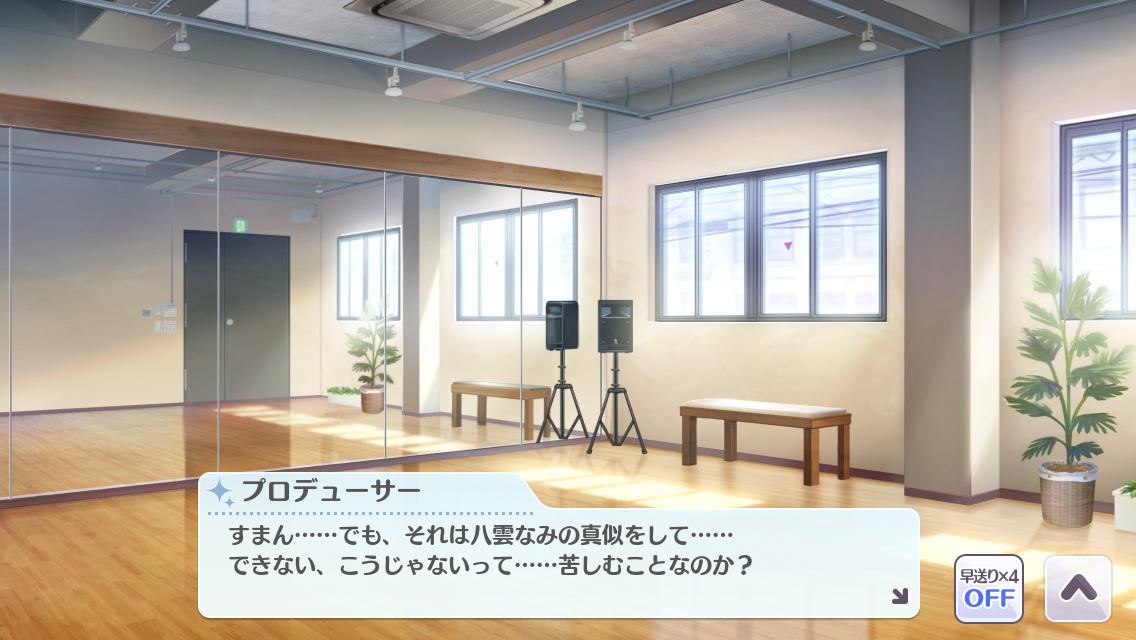 プロデューサー
すまん……でも、それは八雲なみの真似をして……
できない、こうじゃないって……苦しむことなのか？
早送り×4
OFF